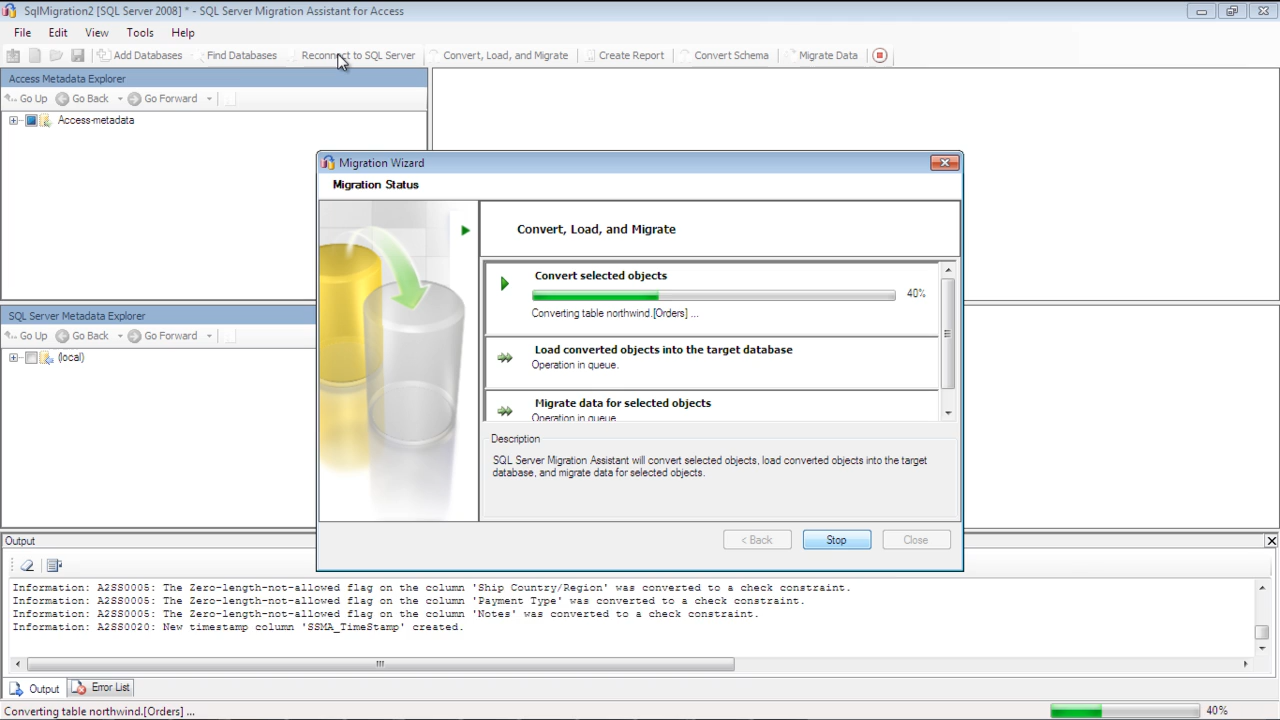 SqlMigration2 [SQL Server 2008] * - SQL Server Migration Assistant for Access
File Edit View Tools Help
Add Databases Find Databases Reconnect to SQL Server Convert, Load, and Migrate Create Report Convert Schema Migrate Data
Access Metadata Explorer
Go Up Go Back Go Forward
Access-metadata
Migration Wizard
Migration Status
Convert, Load, and Migrate
Convert selected objects
40%
Converting table northwind.[Orders] ...
Load converted objects into the target database
Operation in queue.
Migrate data for selected objects
Operation in queue
Description
SQL Server Migration Assistant will convert selected objects, load converted objects into the target
database, and migrate data for selected objects.
< Back Stop Close
SQL Server Metadata Explorer
Go Up Go Back Go Forward
(local)
Output
Information: A2SS0005: The Zero-length-not-allowed flag on the column 'Ship Country/Region' was converted to a check constraint.
Information: A2SS0005: The Zero-length-not-allowed flag on the column 'Payment Type' was converted to a check constraint.
Information: A2SS0005: The Zero-length-not-allowed flag on the column 'Notes' was converted to a check constraint.
Information: A2SS0020: New timestamp column 'SSMA_TimeStamp' created.
Output Error List
Converting table northwind.[Orders] ... 40%